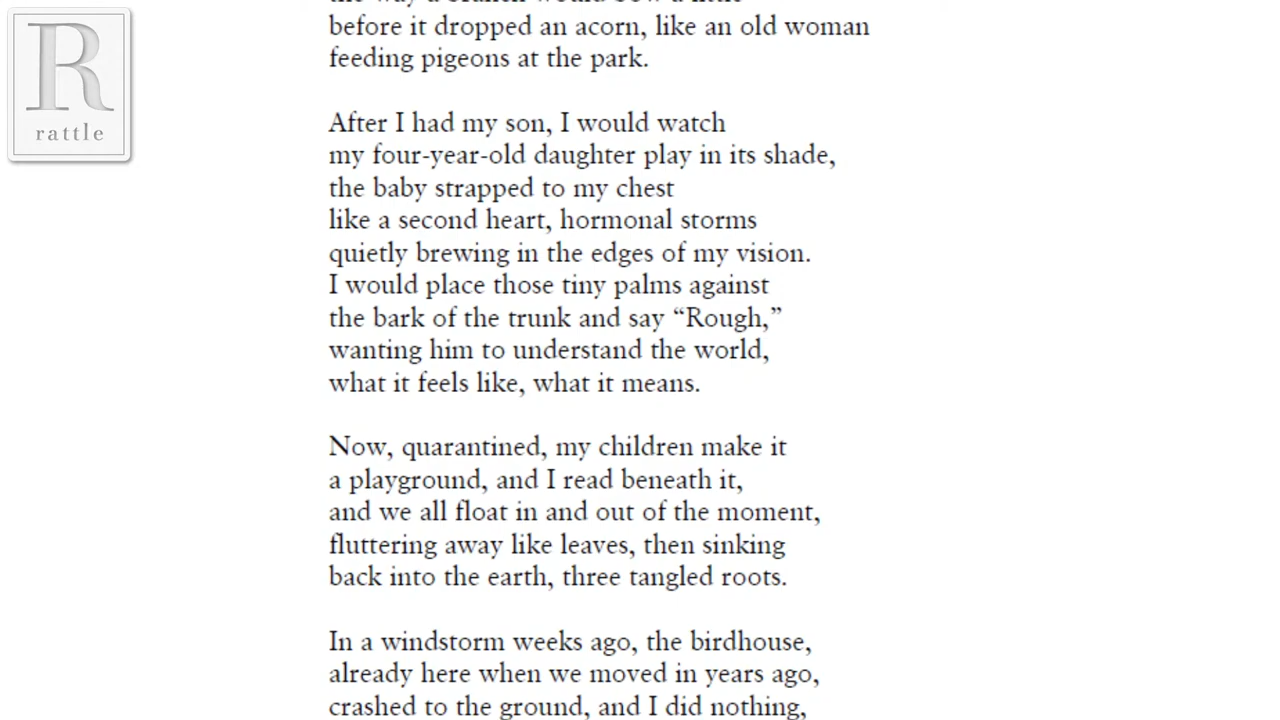 R
rattle
before it dropped an acorn, like an old woman
feeding pigeons at the park.
After I had my son, I would watch
my four-year-old daughter play in its shade,
the baby strapped to my chest
like a second heart, hormonal storms
quietly brewing in the edges of my vision.
I would place those tiny palms against
the bark of the trunk and say “Rough,”
wanting him to understand the world,
what it feels like, what it means.
Now, quarantined, my children make it
a playground, and I read beneath it,
and we all float in and out of the moment,
fluttering away like leaves, then sinking
back into the earth, three tangled roots.
In a windstorm weeks ago, the birdhouse,
already here when we moved in years ago,
crashed to the ground, and I did nothing,